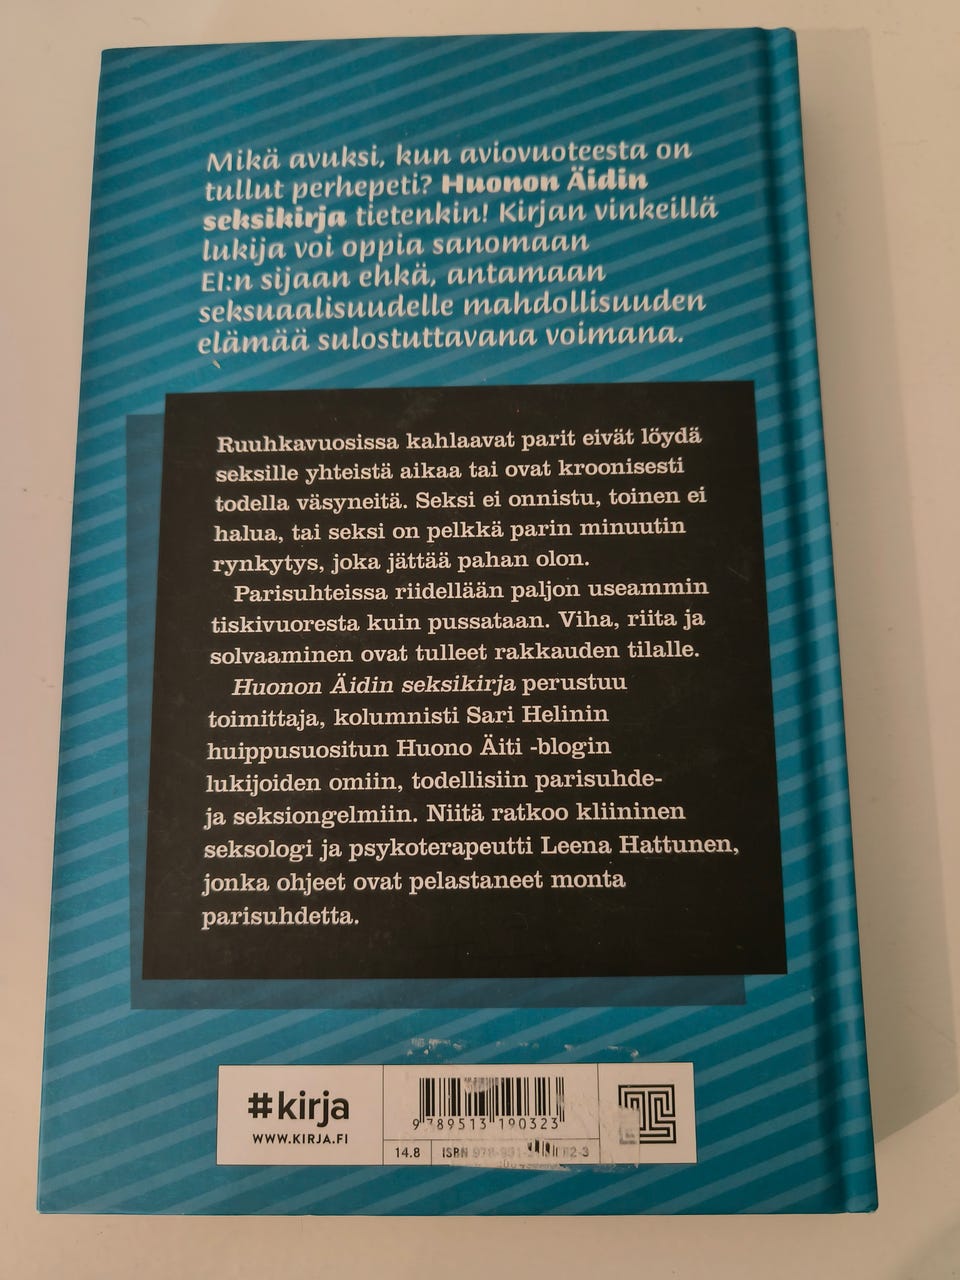 Mikä avuksi, kun aviovuoteesta on
tullut perhepeti? Huonon Äidin
seksikirja tietenkin! Kirjan vinkeillä
lukija voi oppia sanomaan
EI:n sijaan ehkä, antamaan
seksuaalisuudelle mahdollisuuden
elämää sulostuttavana voimana.
Ruuhkavuosissa kahlaavat parit eivät löydä
seksille yhteistä aikaa tai ovat kroonisesti
todella väsyneitä. Seksi ei onnistu, toinen ei
halua, tai seksi on pelkkä parin minuutin
rynkytys, joka jättää pahan olon.
Parisuhteissa riidellään paljon useammin
tiskivuoresta kuin pussataan. Viha, riita ja
solvaaminen ovat tulleet rakkauden tilalle.
Huonon Äidin seksikirja perustuu
toimittaja, kolumnisti Sari Helinin
huippusuositun Huono Äiti -blogin
lukijoiden omiin, todellisiin parisuhde-
ja seksiongelmiin. Niitä ratkoo kliininen
seksologi ja psykoterapeutti Leena Hattunen,
jonka ohjeet ovat pelastaneet monta
parisuhdetta.
#kirja
WWW.KIRJA.FI
9 789513 190323
14.8
ISBN